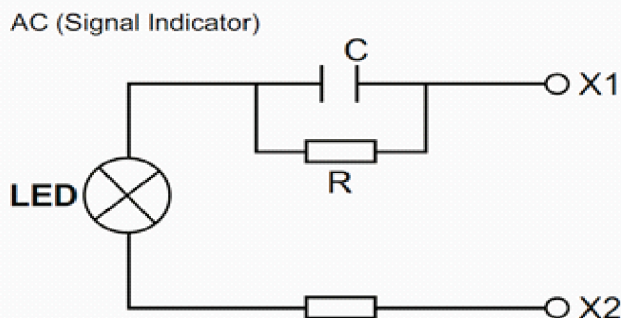 AC (Signal Indicator)
C
X1
R
LED
X2